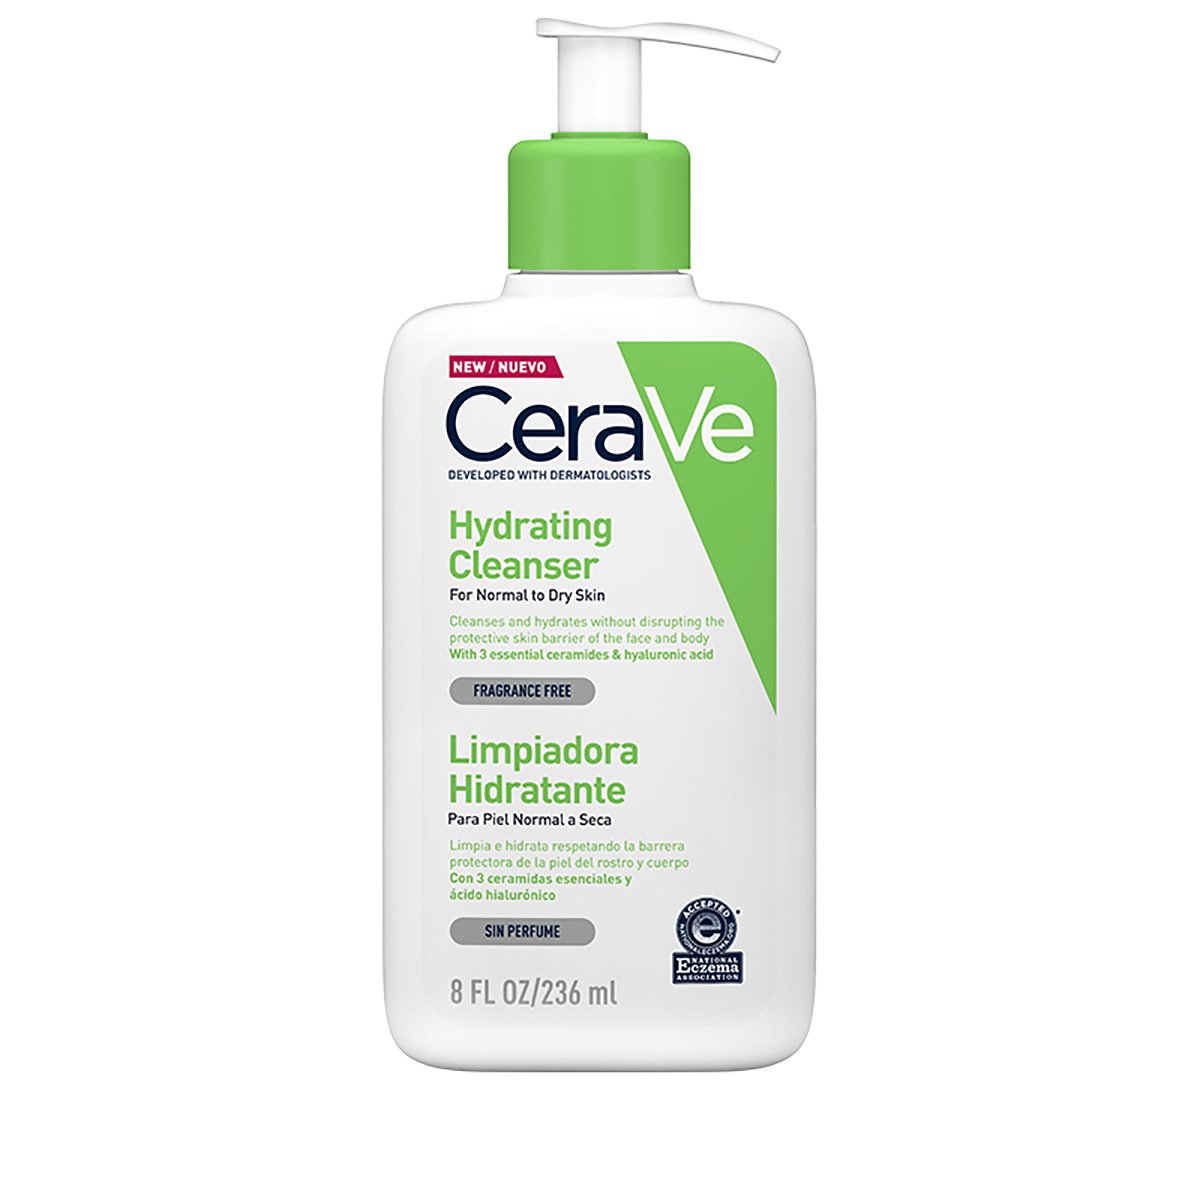 NEW / NUEVO
CeraVe
DEVELOPED WITH DERMATOLOGISTS
Hydrating
Cleanser
For Normal to Dry Skin
Cleanses and hydrates without disrupting the
protective skin barrier of the face and body
With 3 essential ceramides & hyaluronic acid
FRAGRANCE FREE
Limpiadora
Hidratante
Para Piel Normal a Seca
Limpia e hidrata respetando la barrera
protectora de la piel del rostro y cuerpo
Con 3 ceramidas esenciales y
ácido hialurónico
SIN PERFUME
ACCEPTED
e
NATIONALECZEMA.ORG
NATIONAL
Eczema
ASSOCIATION
8 FL OZ/236 ml